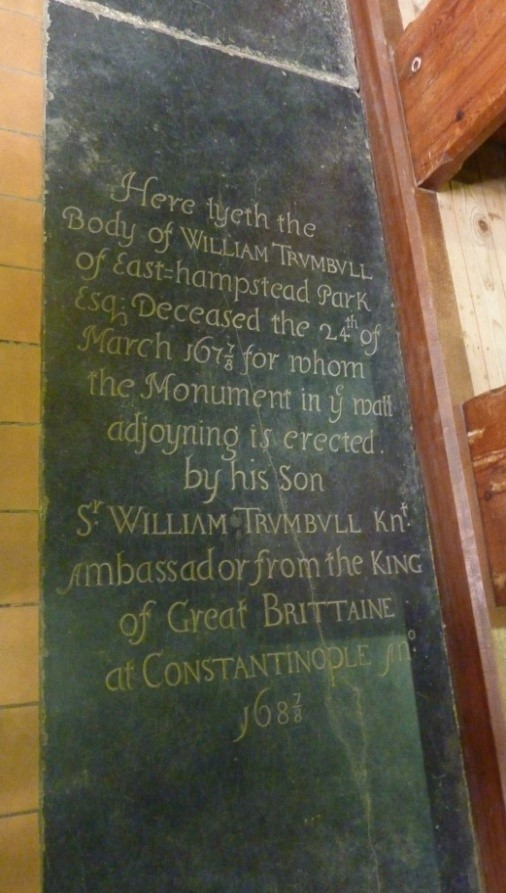 Here lyeth the
Body of WILLIAM TRVMBVLL
of East-hampstead Park
Esq; Deceased the 24th of
March 167⅞ for whom
the Monument in yͤ wall
adjoyning is erected.
by his Son
Sr. WILLIAM TRVMBVLL Knt.
Ambassador from the KING
of Great BRITTAINE
at CONSTANTINOPLE Ano.
168⅞